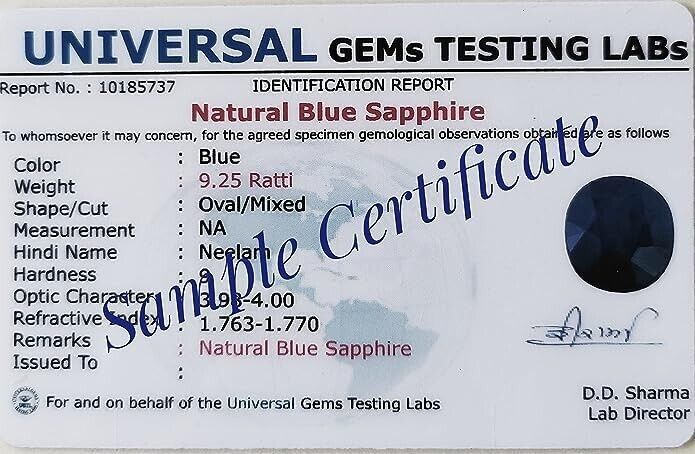 UNIVERSAL GEMs TESTING LABs
Report No. : 10185737 IDENTIFICATION REPORT
Natural Blue Sapphire
To whomsoever it may concern, for the agreed specimen gemological observations obtained are as follows
Color : Blue
Weight : 9.25 Ratti
Shape/Cut : Oval/Mixed
Measurement : NA
Hindi Name : Neelam
Hardness : 9
Optic Character : 3.98-4.00
Refractive Index : 1.763-1.770
Remarks : Natural Blue Sapphire
Issued To :
Sample Certificate
For and on behalf of the Universal Gems Testing Labs
D.D. Sharma
Lab Director